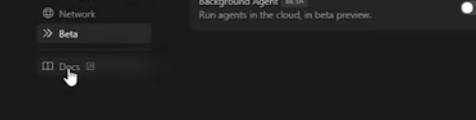 Network
Background Agent BETA
Run agents in the cloud, in beta preview.
Beta
Docs